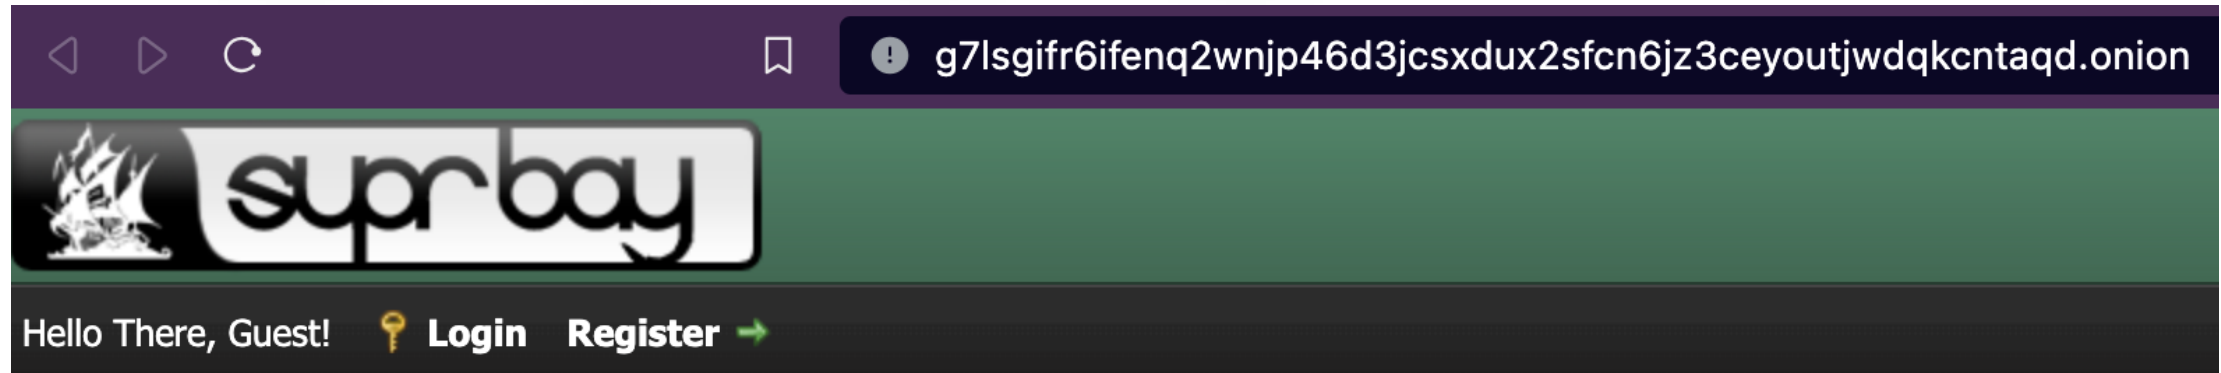 g7lsgifr6ifenq2wnjp46d3jcsxdux2sfcn6jz3ceyoutjwdqkcntaqd.onion
suprbay
Hello There, Guest! Login Register